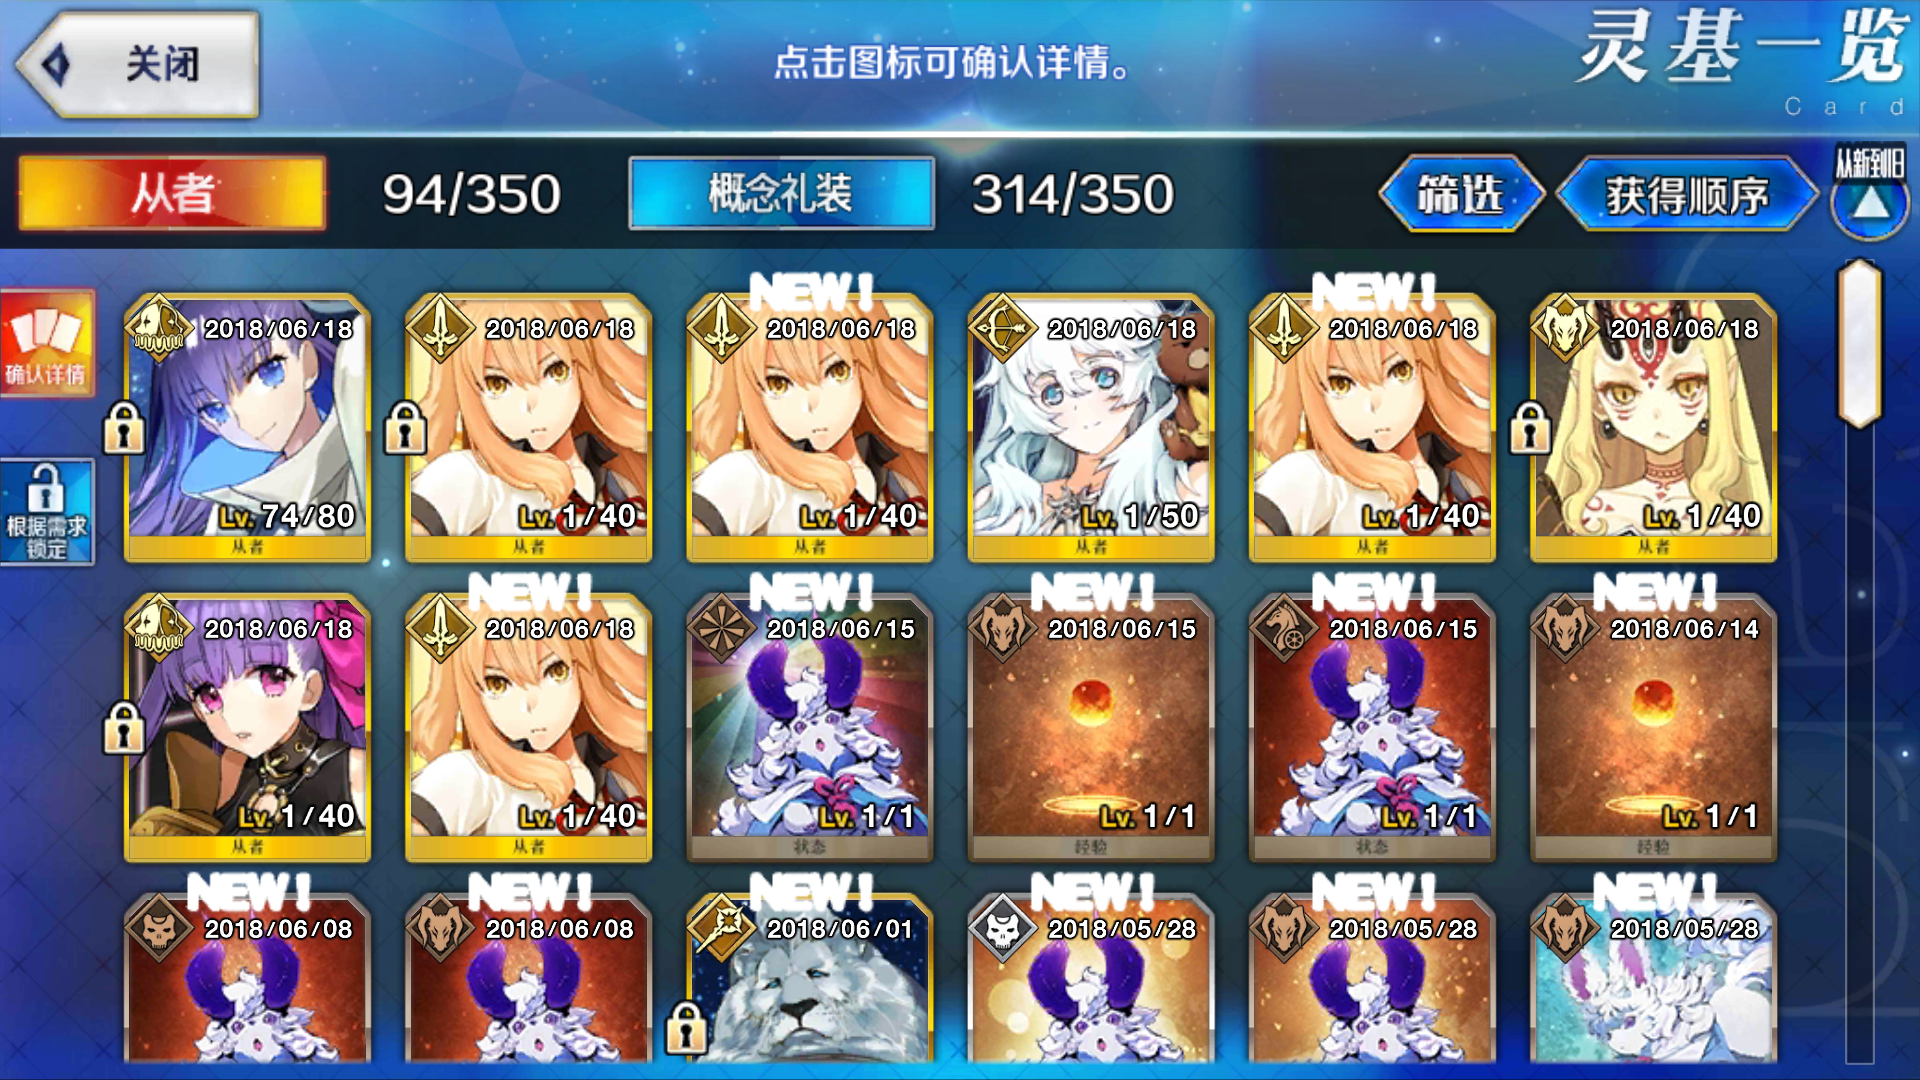 关闭
点击图标可确认详情。
灵基一览
Card
从者
94/350
概念礼装
314/350
筛选
获得顺序
从新到旧
确认详情
根据需求
锁定
NEW! NEW!
2018/06/18 2018/06/18 2018/06/18 2018/06/18 2018/06/18 2018/06/18
Lv. 74/80 Lv. 1/40 Lv. 1/40 Lv. 1/50 Lv. 1/40 Lv. 1/40
从者 从者 从者 从者 从者 从者
NEW! NEW! NEW! NEW! NEW!
2018/06/18 2018/06/18 2018/06/15 2018/06/15 2018/06/15 2018/06/14
Lv. 1/40 Lv. 1/40 Lv. 1/1 Lv. 1/1 Lv. 1/1 Lv. 1/1
从者 从者 状态 经验 状态 经验
NEW! NEW! NEW! NEW! NEW! NEW!
2018/06/08 2018/06/08 2018/06/01 2018/05/28 2018/05/28 2018/05/28